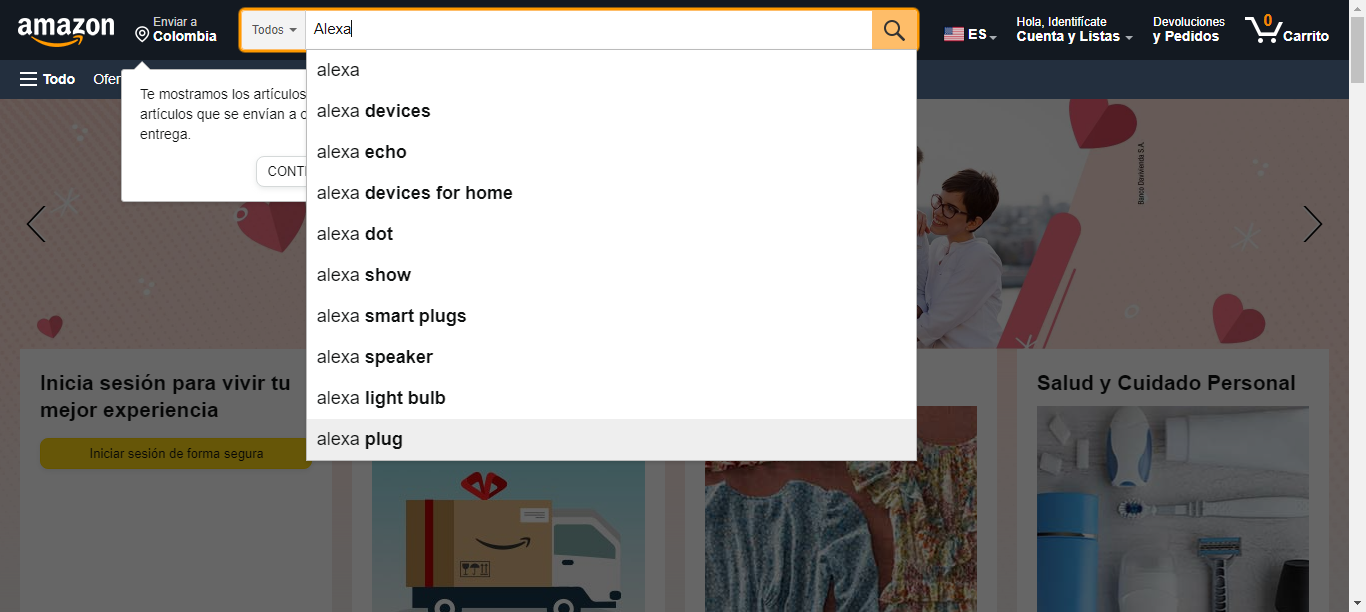 amazon
Enviar a
Colombia
Todos
Alexa
ES
Hola, Identifícate
Cuenta y Listas
Devoluciones
y Pedidos
0
Carrito
Todo
Ofer
Te mostramos los artículos
artículos que se envían a
entrega.
CONTI
alexa
alexa devices
alexa echo
alexa devices for home
alexa dot
alexa show
alexa smart plugs
alexa speaker
alexa light bulb
alexa plug
Banco Davivienda S.A.
Inicia sesión para vivir tu
mejor experiencia
Iniciar sesión de forma segura
Salud y Cuidado Personal